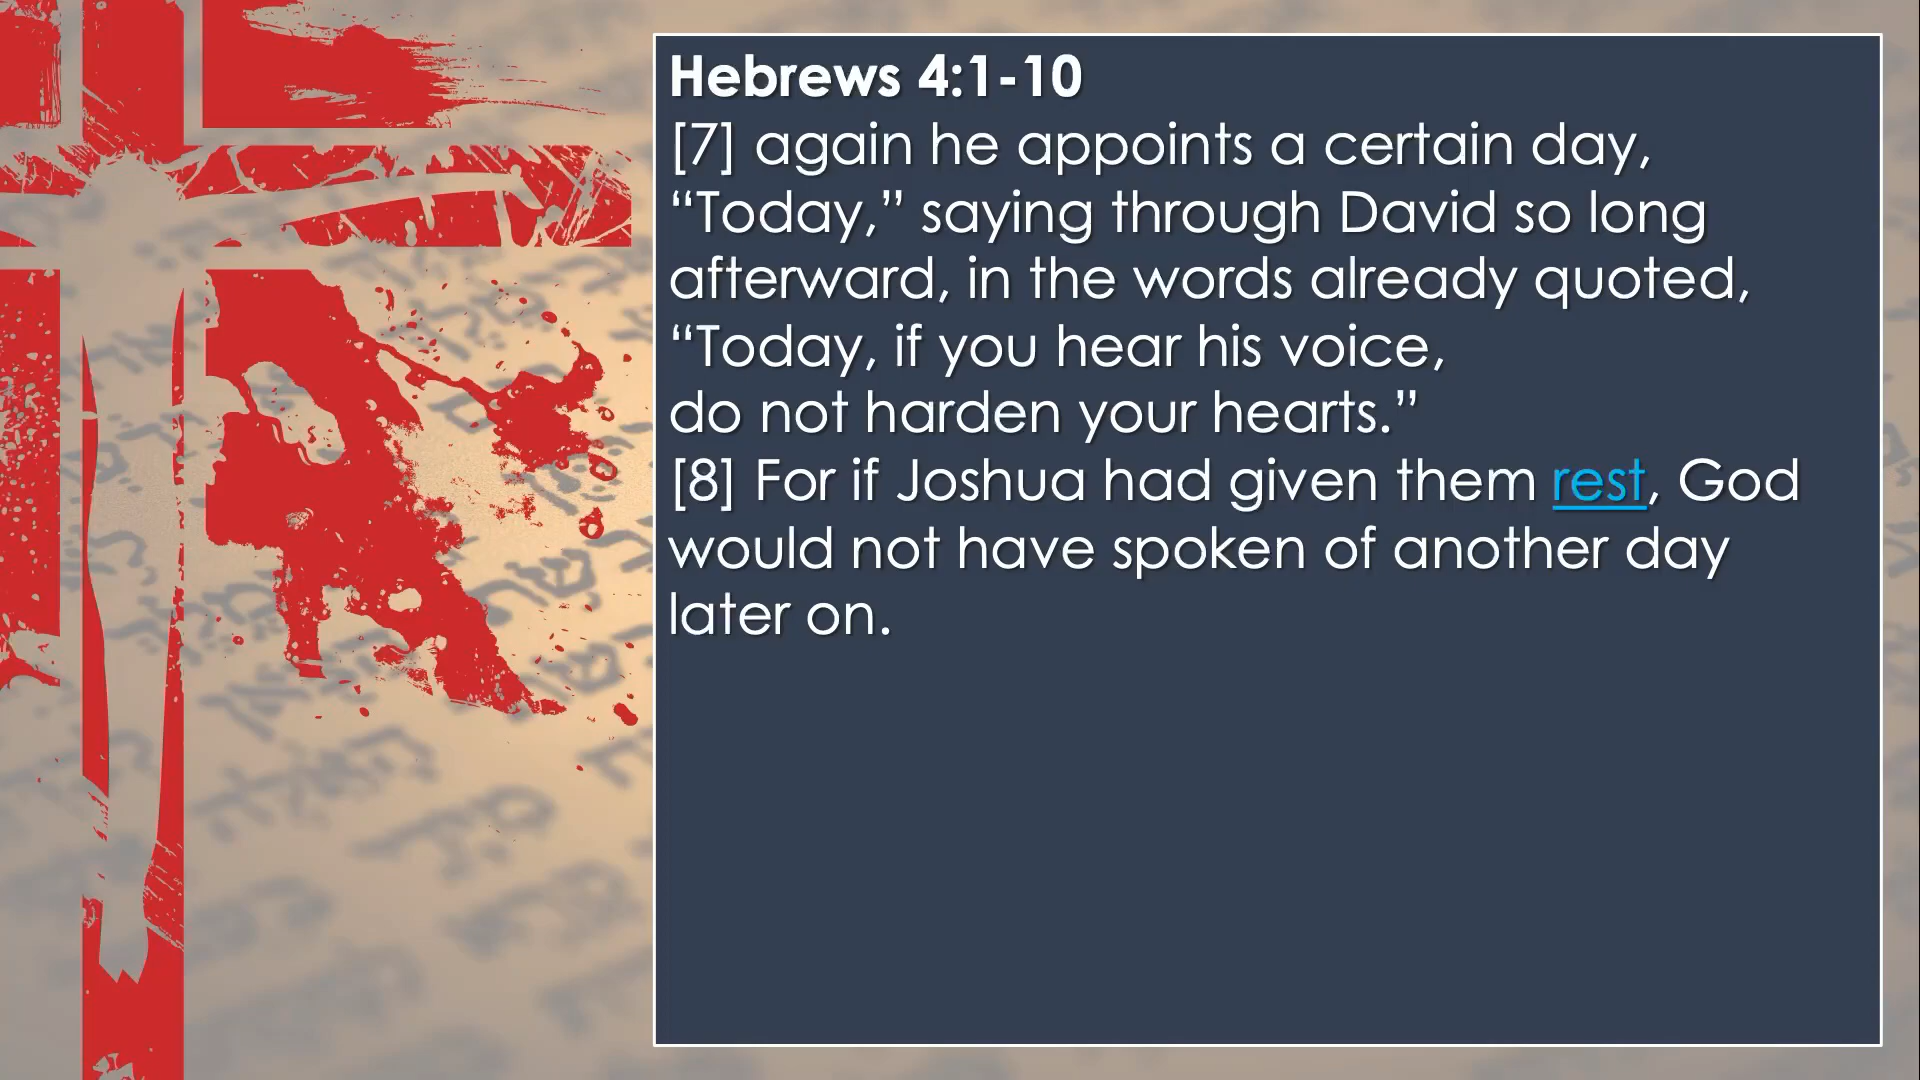 Hebrews 4:1-10
[7] again he appoints a certain day,
“Today,” saying through David so long
afterward, in the words already quoted,
“Today, if you hear his voice,
do not harden your hearts.”
[8] For if Joshua had given them rest, God
would not have spoken of another day
later on.